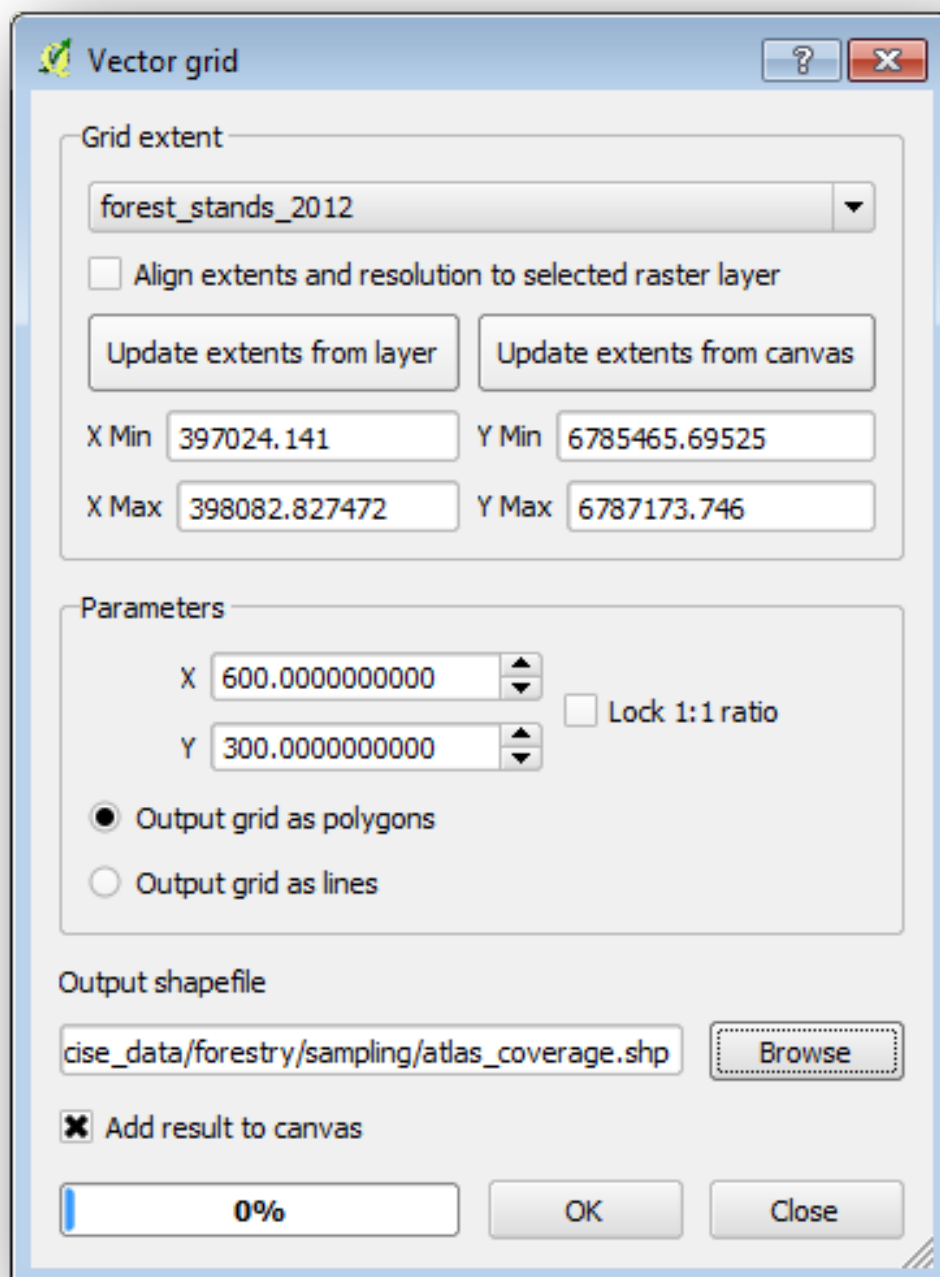 Vector grid
Grid extent
forest_stands_2012
Align extents and resolution to selected raster layer
Update extents from layer Update extents from canvas
X Min 397024.141 Y Min 6785465.69525
X Max 398082.827472 Y Max 6787173.746
Parameters
X 600.0000000000
Lock 1:1 ratio
Y 300.0000000000
Output grid as polygons
Output grid as lines
Output shapefile
cise_data/forestry/sampling/atlas_coverage.shp Browse
Add result to canvas
0% OK Close